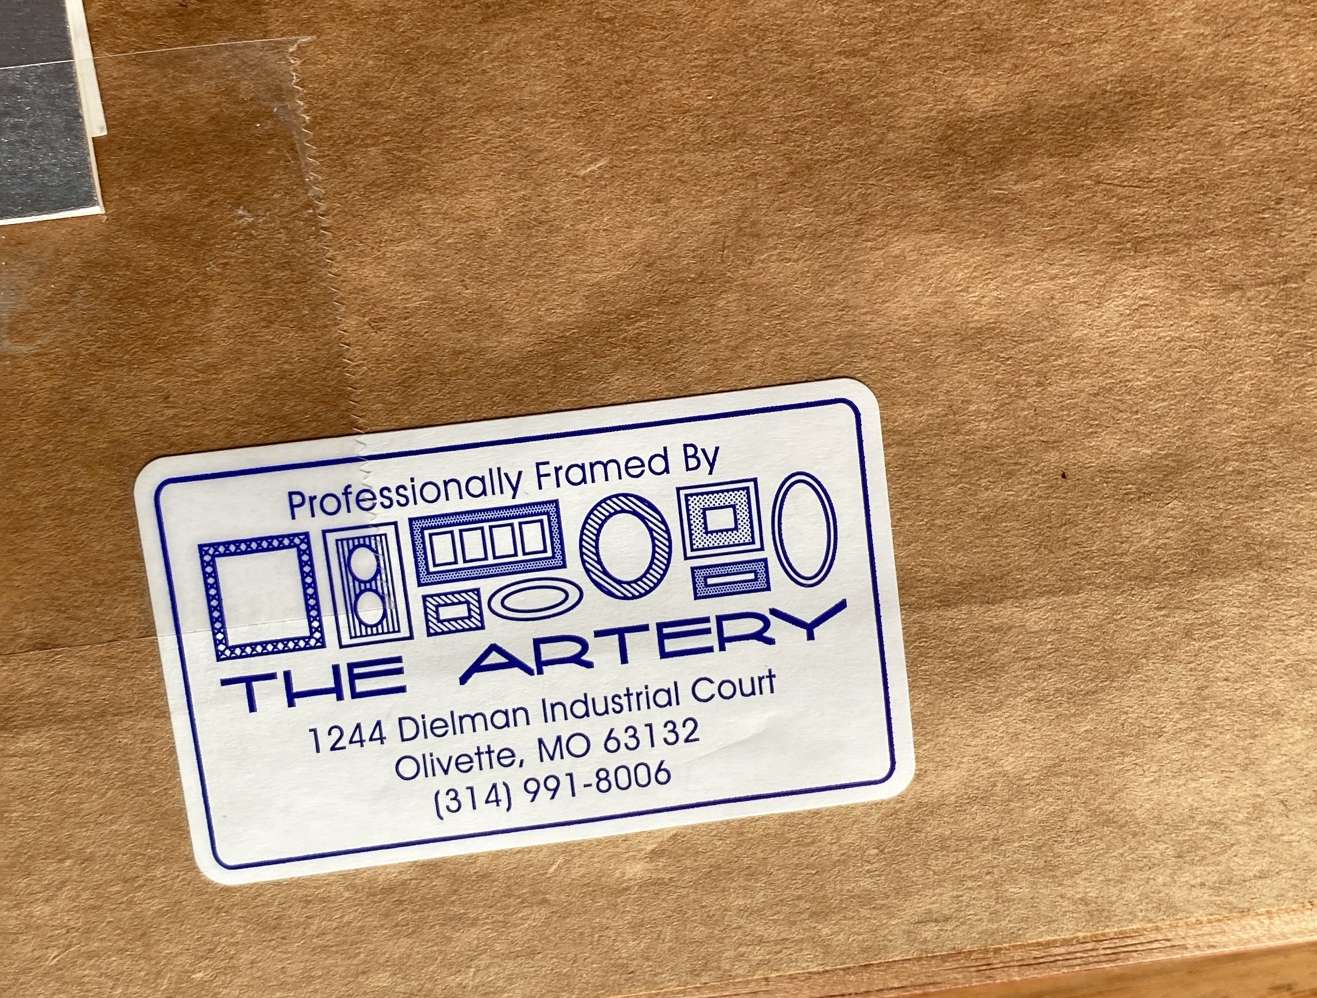 Professionally Framed By
THE ARTERY
1244 Dielman Industrial Court
Olivette, MO 63132
(314) 991-8006